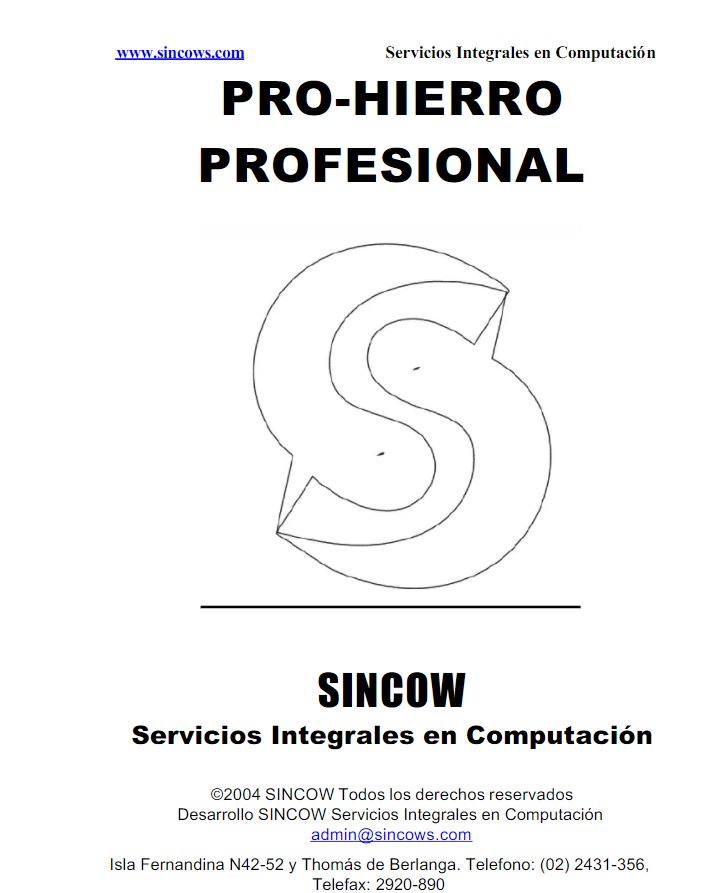 www.sincows.com Servicios Integrales en Computación
PRO-HIERRO
PROFESIONAL
SINCOW
Servicios Integrales en Computación
©2004 SINCOW Todos los derechos reservados
Desarrollo SINCOW Servicios Integrales en Computación
admin@sincows.com
Isla Fernandina N42-52 y Thomás de Berlanga. Telefono: (02) 2431-356,
Telefax: 2920-890